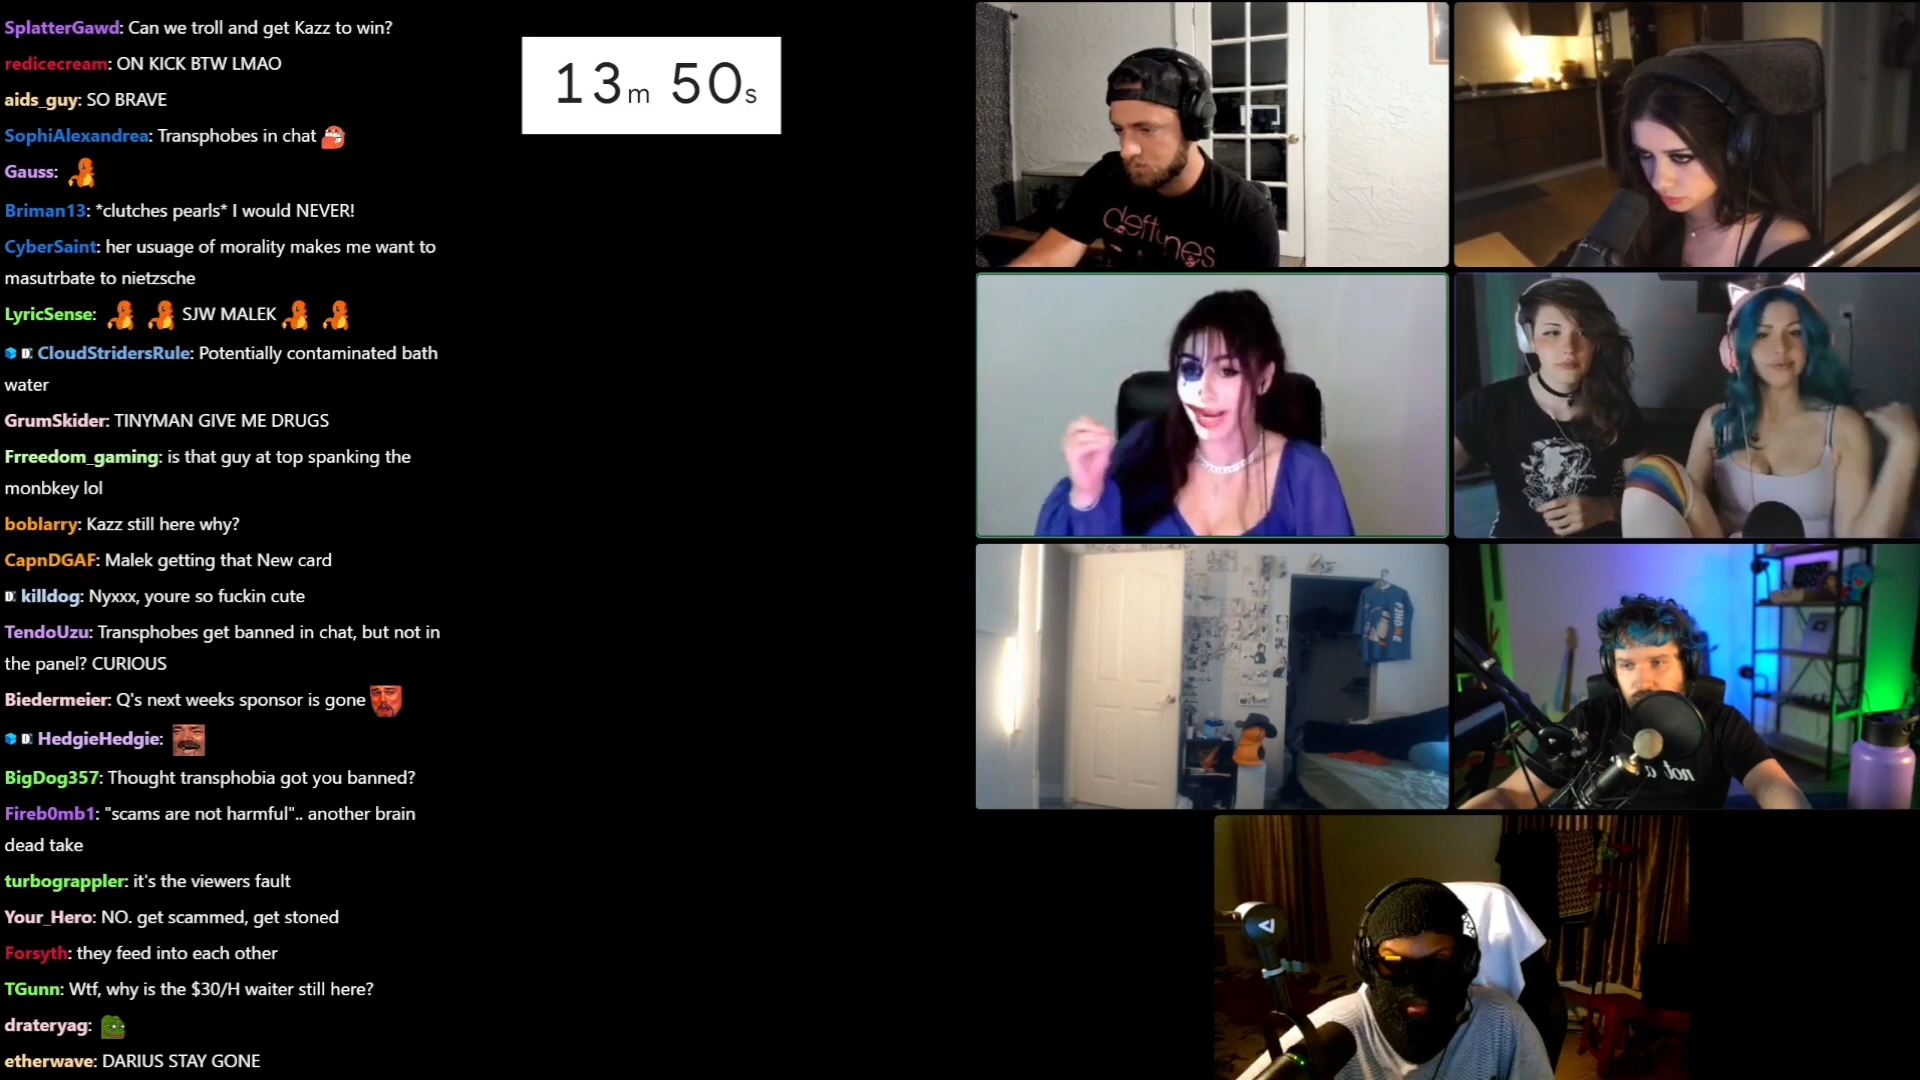 SplatterGawd: Can we troll and get Kazz to win?
redicecream: ON KICK BTW LMAO
aids_guy: SO BRAVE
SophiAlexandrea: Transphobes in chat
Gauss:
Briman13: *clutches pearls* I would NEVER!
CyberSaint: her usuage of morality makes me want to
masutrbate to nietzsche
LyricSense: SJW MALEK
CloudStridersRule: Potentially contaminated bath
water
GrumSkider: TINYMAN GIVE ME DRUGS
Frreedom_gaming: is that guy at top spanking the
monbkey lol
boblarry: Kazz still here why?
CapnDGAF: Malek getting that New card
killdog: Nyxxx, youre so fuckin cute
TendoUzu: Transphobes get banned in chat, but not in
the panel? CURIOUS
Biedermeier: Q's next weeks sponsor is gone
HedgieHedgie:
BigDog357: Thought transphobia got you banned?
Fireb0mb1: "scams are not harmful".. another brain
dead take
turbograppler: it's the viewers fault
Your_Hero: NO. get scammed, get stoned
Forsyth: they feed into each other
TGunn: Wtf, why is the $30/H waiter still here?
drateryag:
etherwave: DARIUS STAY GONE
13m 50s
deftones